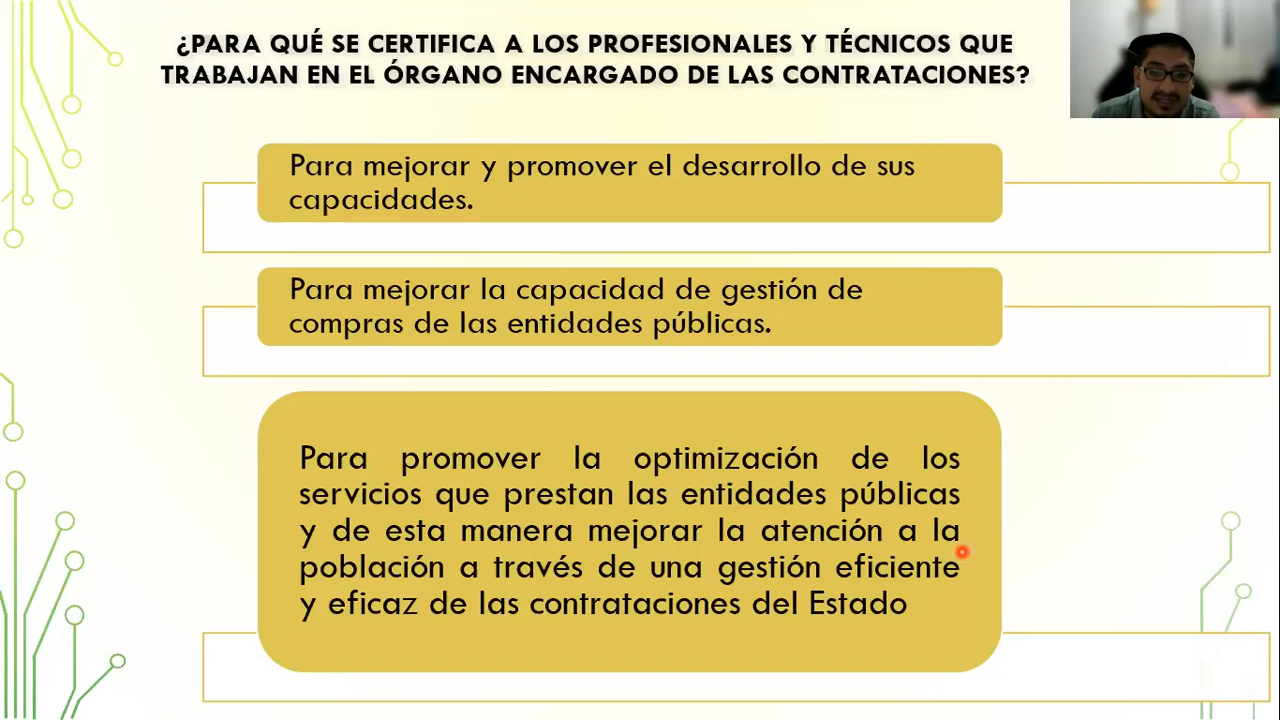 ¿PARA QUÉ SE CERTIFICA A LOS PROFESIONALES Y TÉCNICOS QUE
TRABAJAN EN EL ÓRGANO ENCARGADO DE LAS CONTRATACIONES?
Para mejorar y promover el desarrollo de sus
capacidades.
Para mejorar la capacidad de gestión de
compras de las entidades públicas.
Para promover la optimización de los
servicios que prestan las entidades públicas
y de esta manera mejorar la atención a la
población a través de una gestión eficiente
y eficaz de las contrataciones del Estado